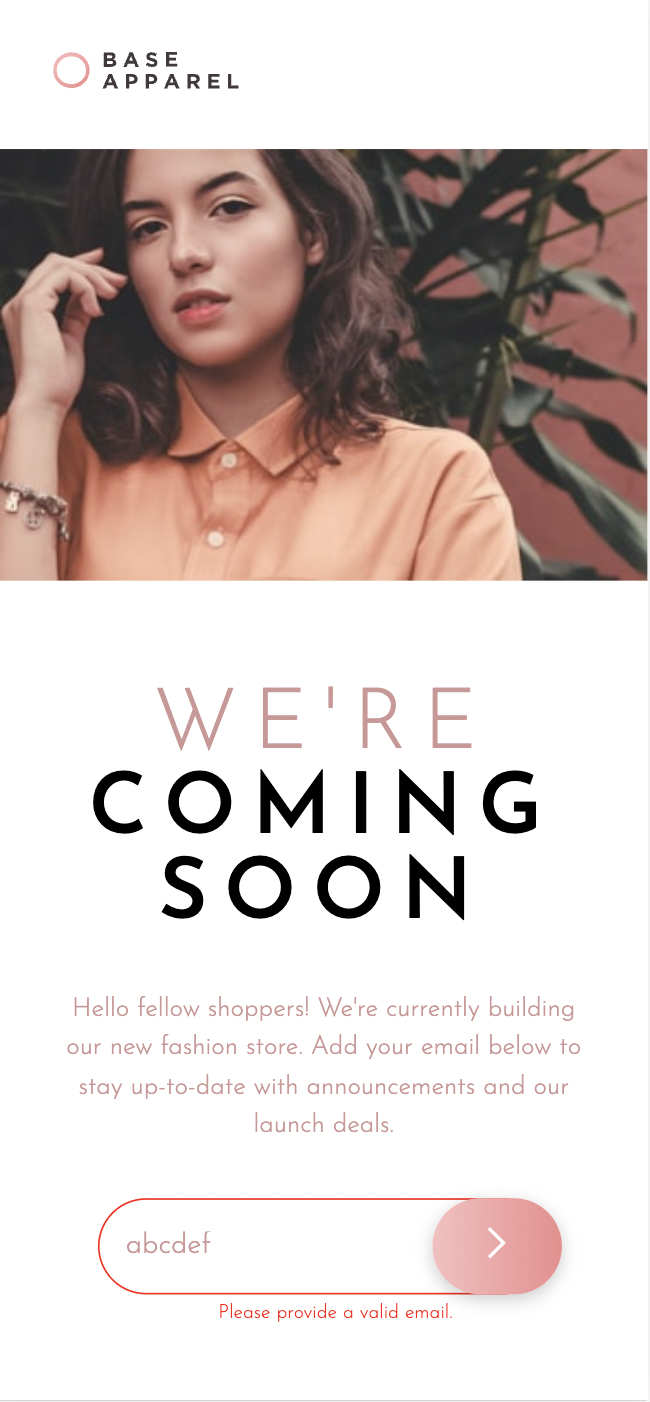 BASE
APPAREL
WE'RE
COMING
SOON
Hello fellow shoppers! We're currently building
our new fashion store. Add your email below to
stay up-to-date with announcements and our
launch deals.
abcdef
Please provide a valid email.